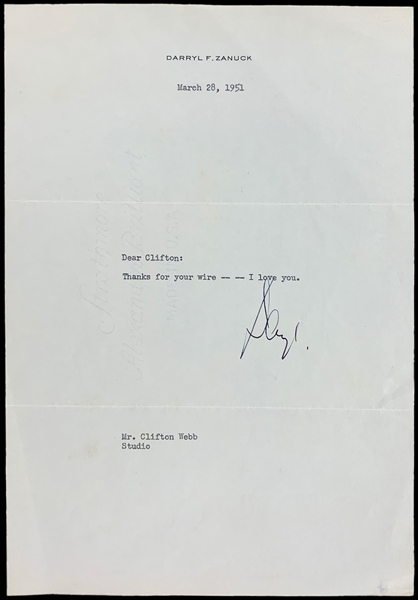 DARRYL F. ZANUCK
March 28, 1951
Dear Clifton:
Thanks for your wire -- -- I love you.
Mr. Clifton Webb
Studio